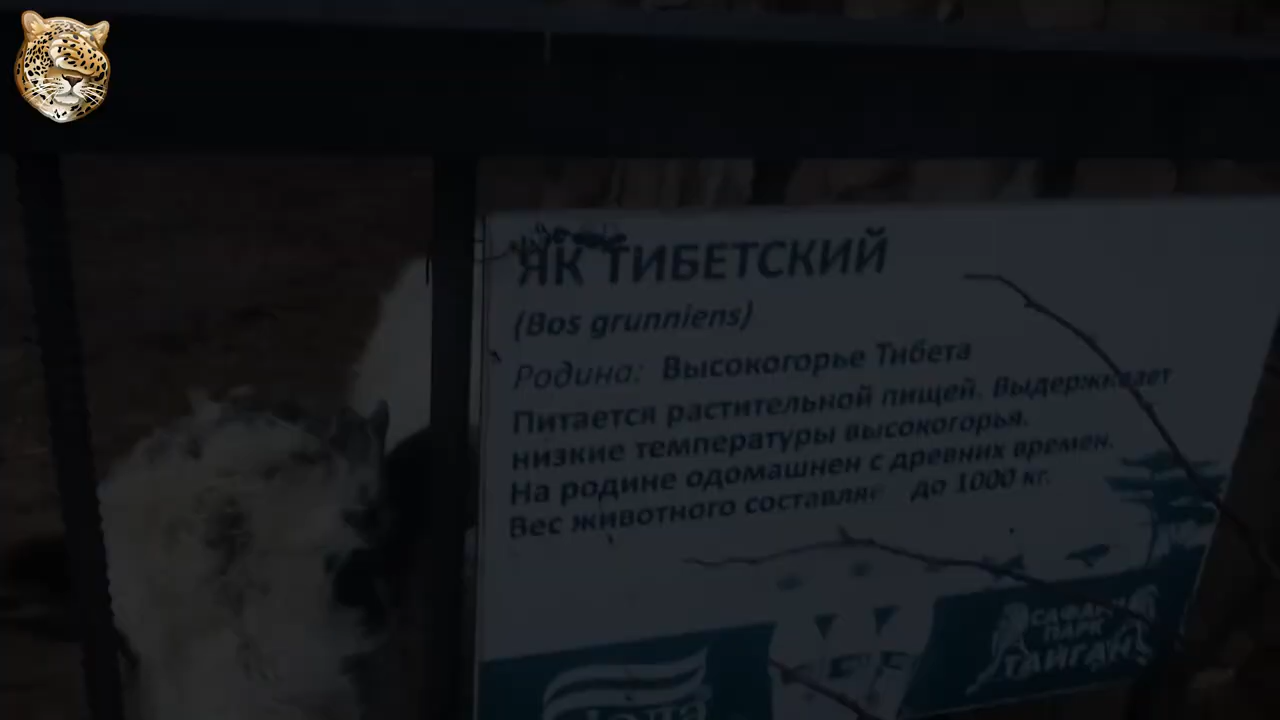 ЯК ТИБЕТСКИЙ
(Bos grunniens)
Родина: Высокогорье Тибета
Питается растительной пищей. Выдерживает
низкие температуры высокогорья.
На родине одомашнен с древних времен.
Вес животного составляе до 1000 кг.
САФАРИ
ПАРК
ТАЙГАН